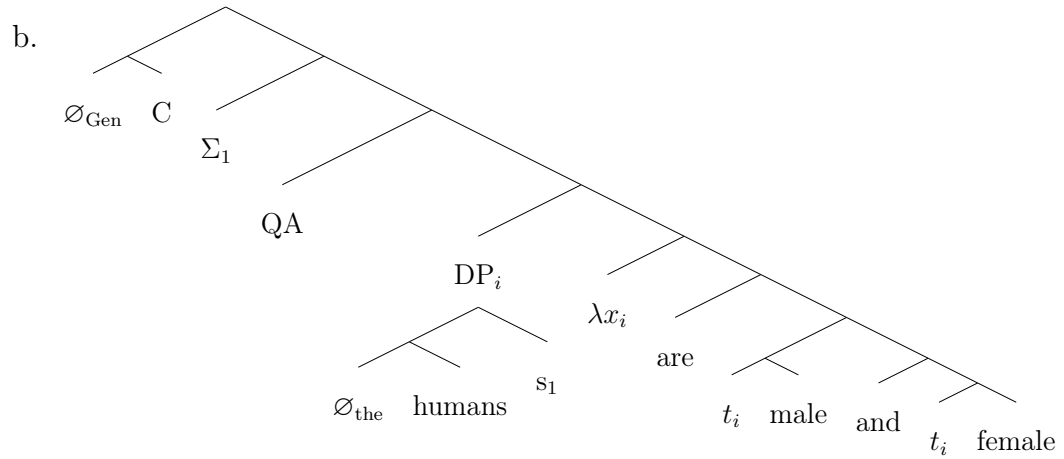 b.
∅Gen C
Σ1
QA
DPi
λxi
are
∅the humans s1
ti male and
ti female